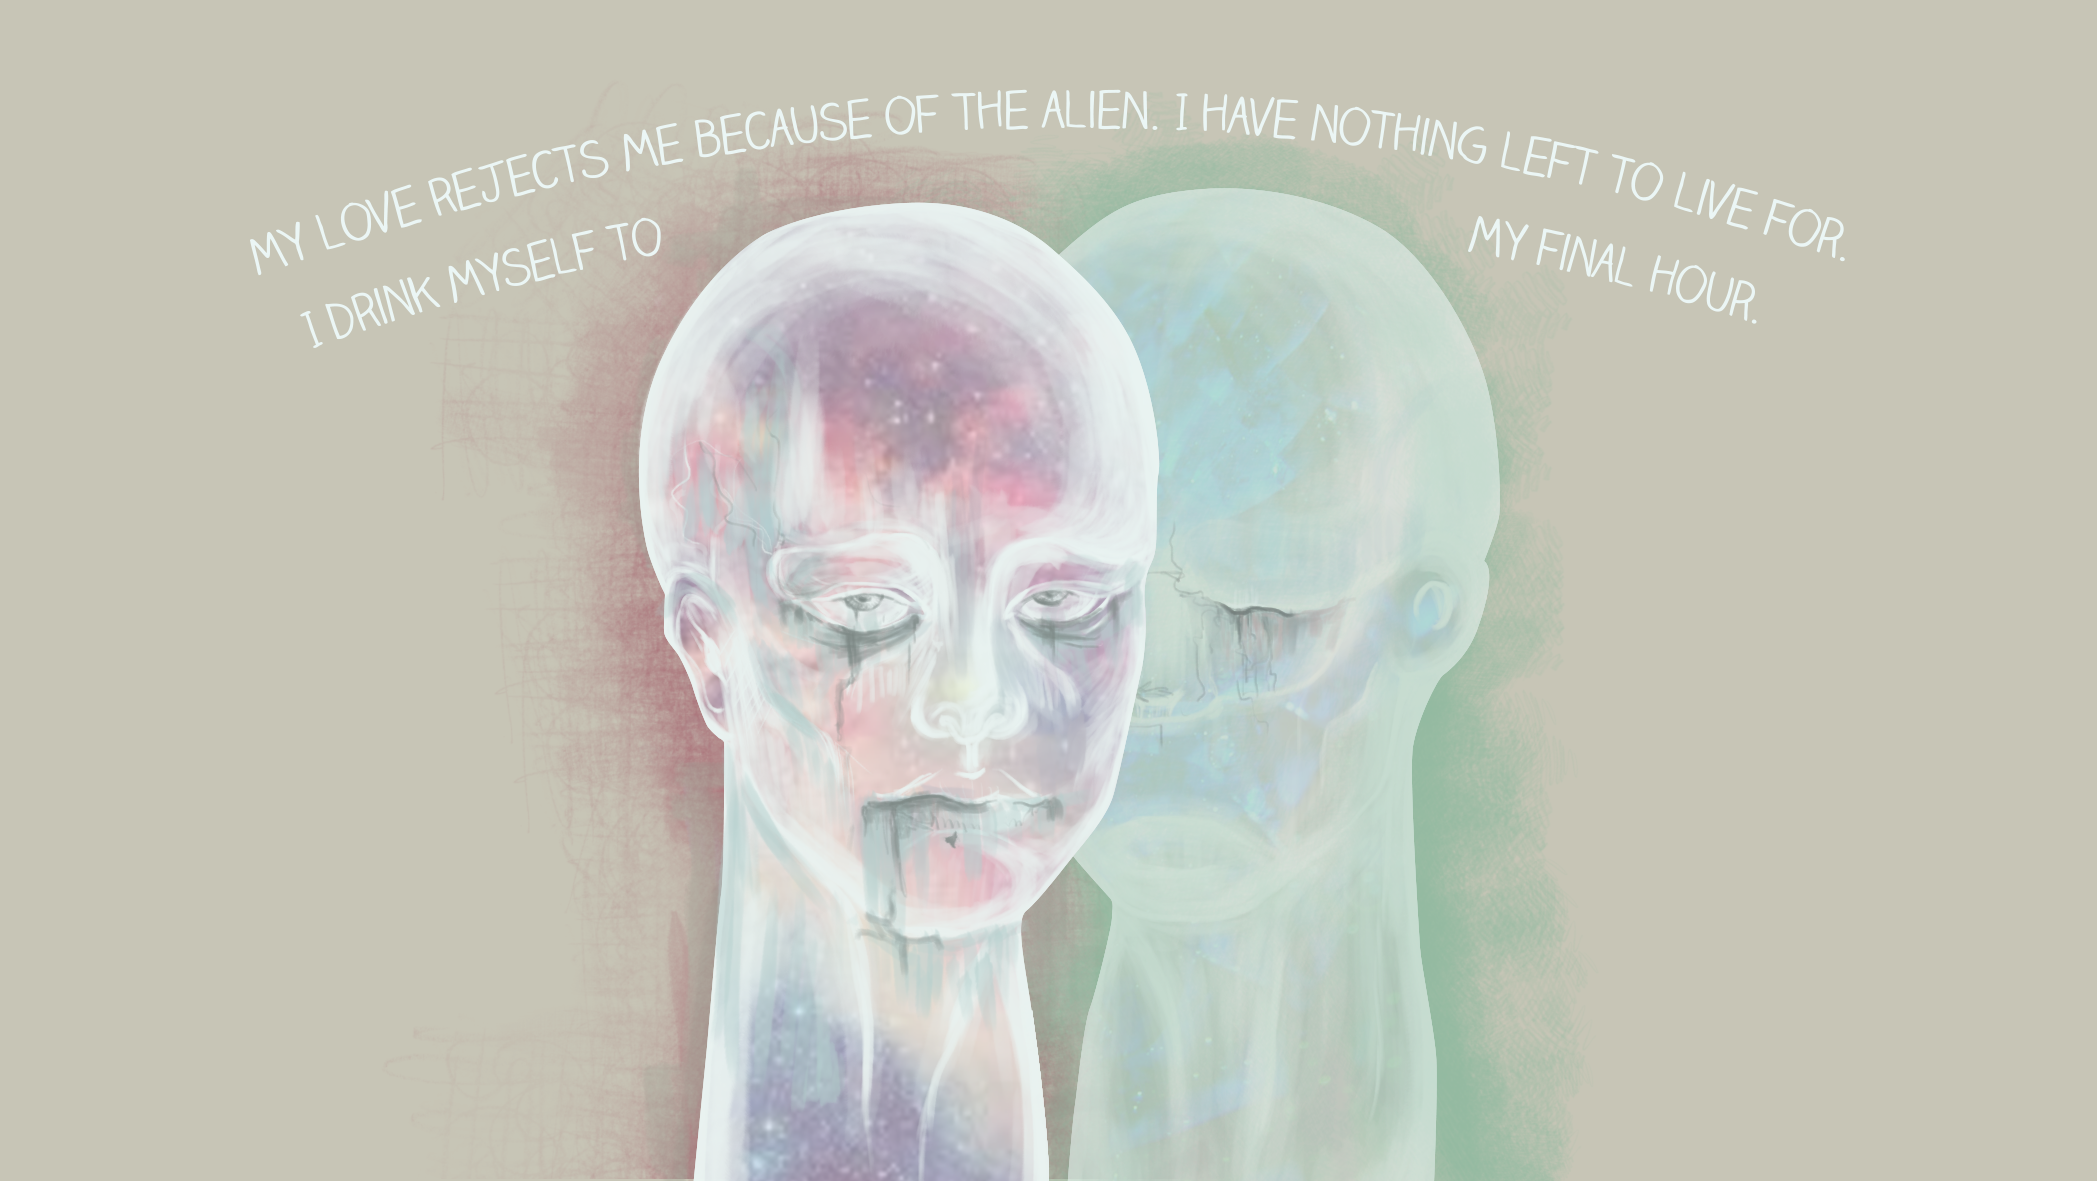 MY LOVE REJECTS ME BECAUSE OF THE ALIEN. I HAVE NOTHING LEFT TO LIVE FOR.
I DRINK MYSELF TO MY FINAL HOUR.